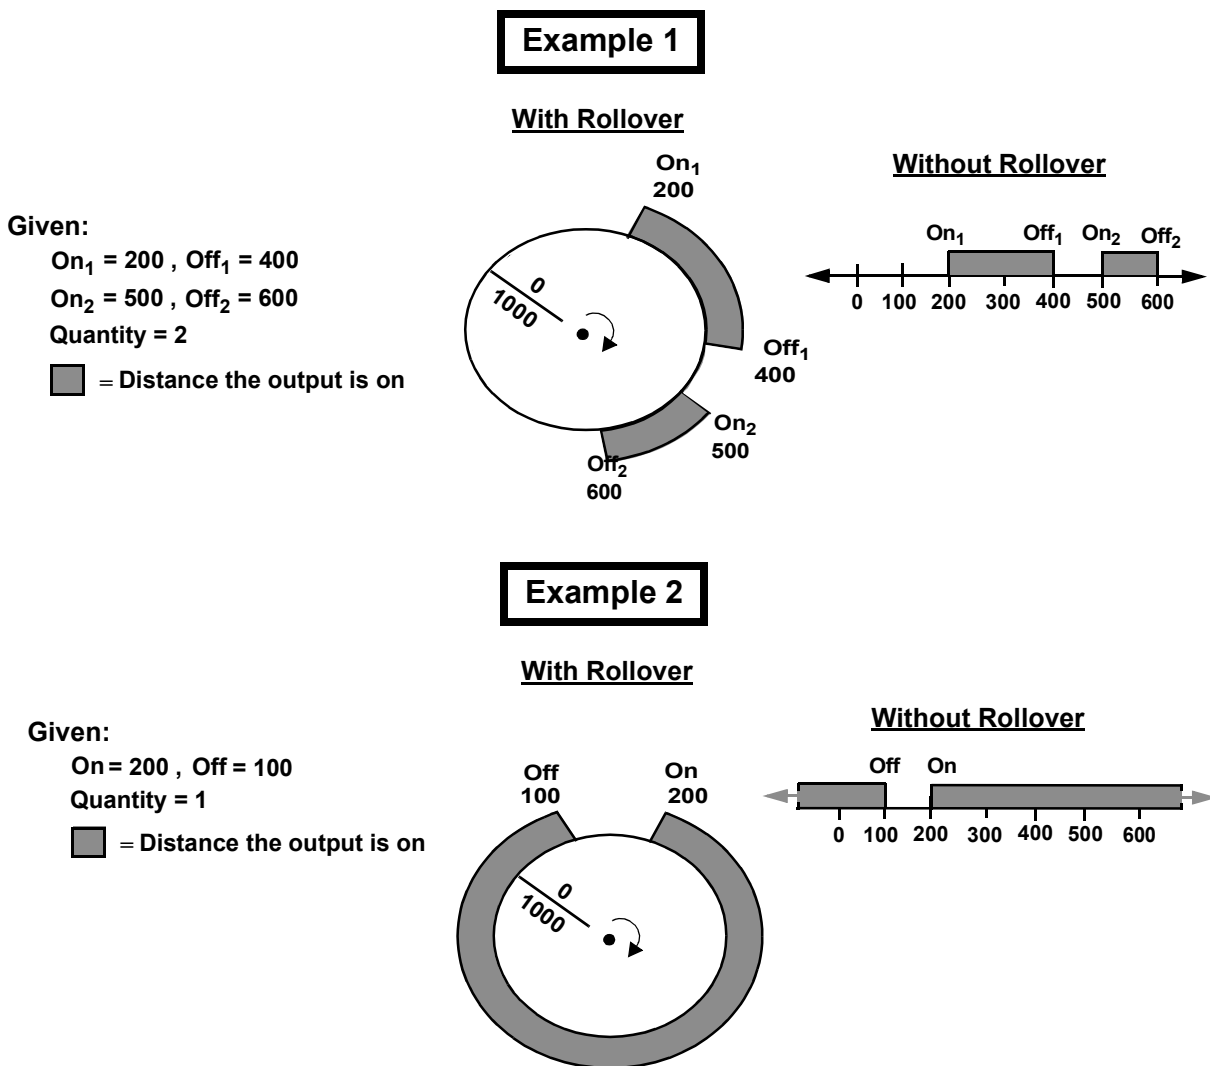 Example 1
With Rollover
Without Rollover
Given:
On1 = 200 , Off1 = 400
On2 = 500 , Off2 = 600
Quantity = 2
= Distance the output is on
On1
200
0
1000
Off1
400
On2
500
Off2
600
On1 Off1 On2 Off2
0 100 200 300 400 500 600
Example 2
With Rollover
Without Rollover
Given:
On = 200 , Off = 100
Quantity = 1
= Distance the output is on
Off
100
On
200
0
1000
Off On
0 100 200 300 400 500 600